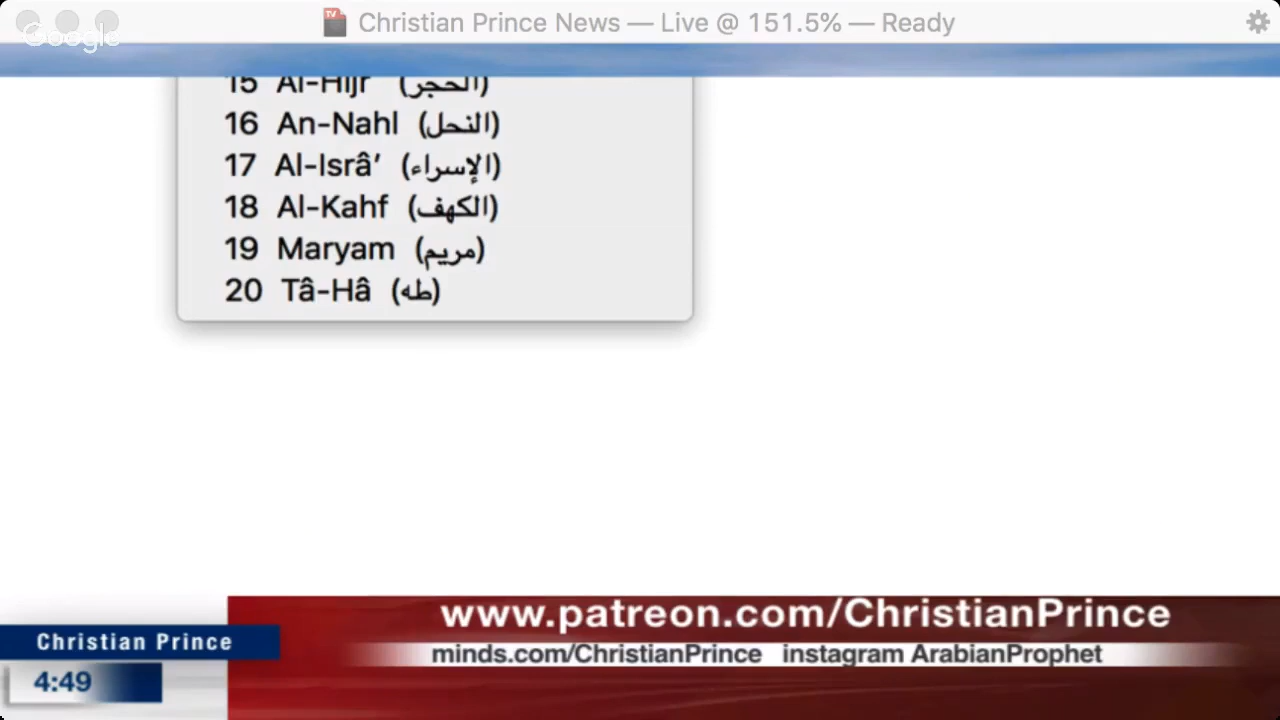 Christian Prince News — Live @ 151.5% — Ready
Google
15 Al-Hijr (الحجر)
16 An-Nahl (النحل)
17 Al-Isrâ’ (الإسراء)
18 Al-Kahf (الكهف)
19 Maryam (مريم)
20 Tâ-Hâ (طه)
www.patreon.com/ChristianPrince
Christian Prince
minds.com/ChristianPrince instagram ArabianProphet
4:49